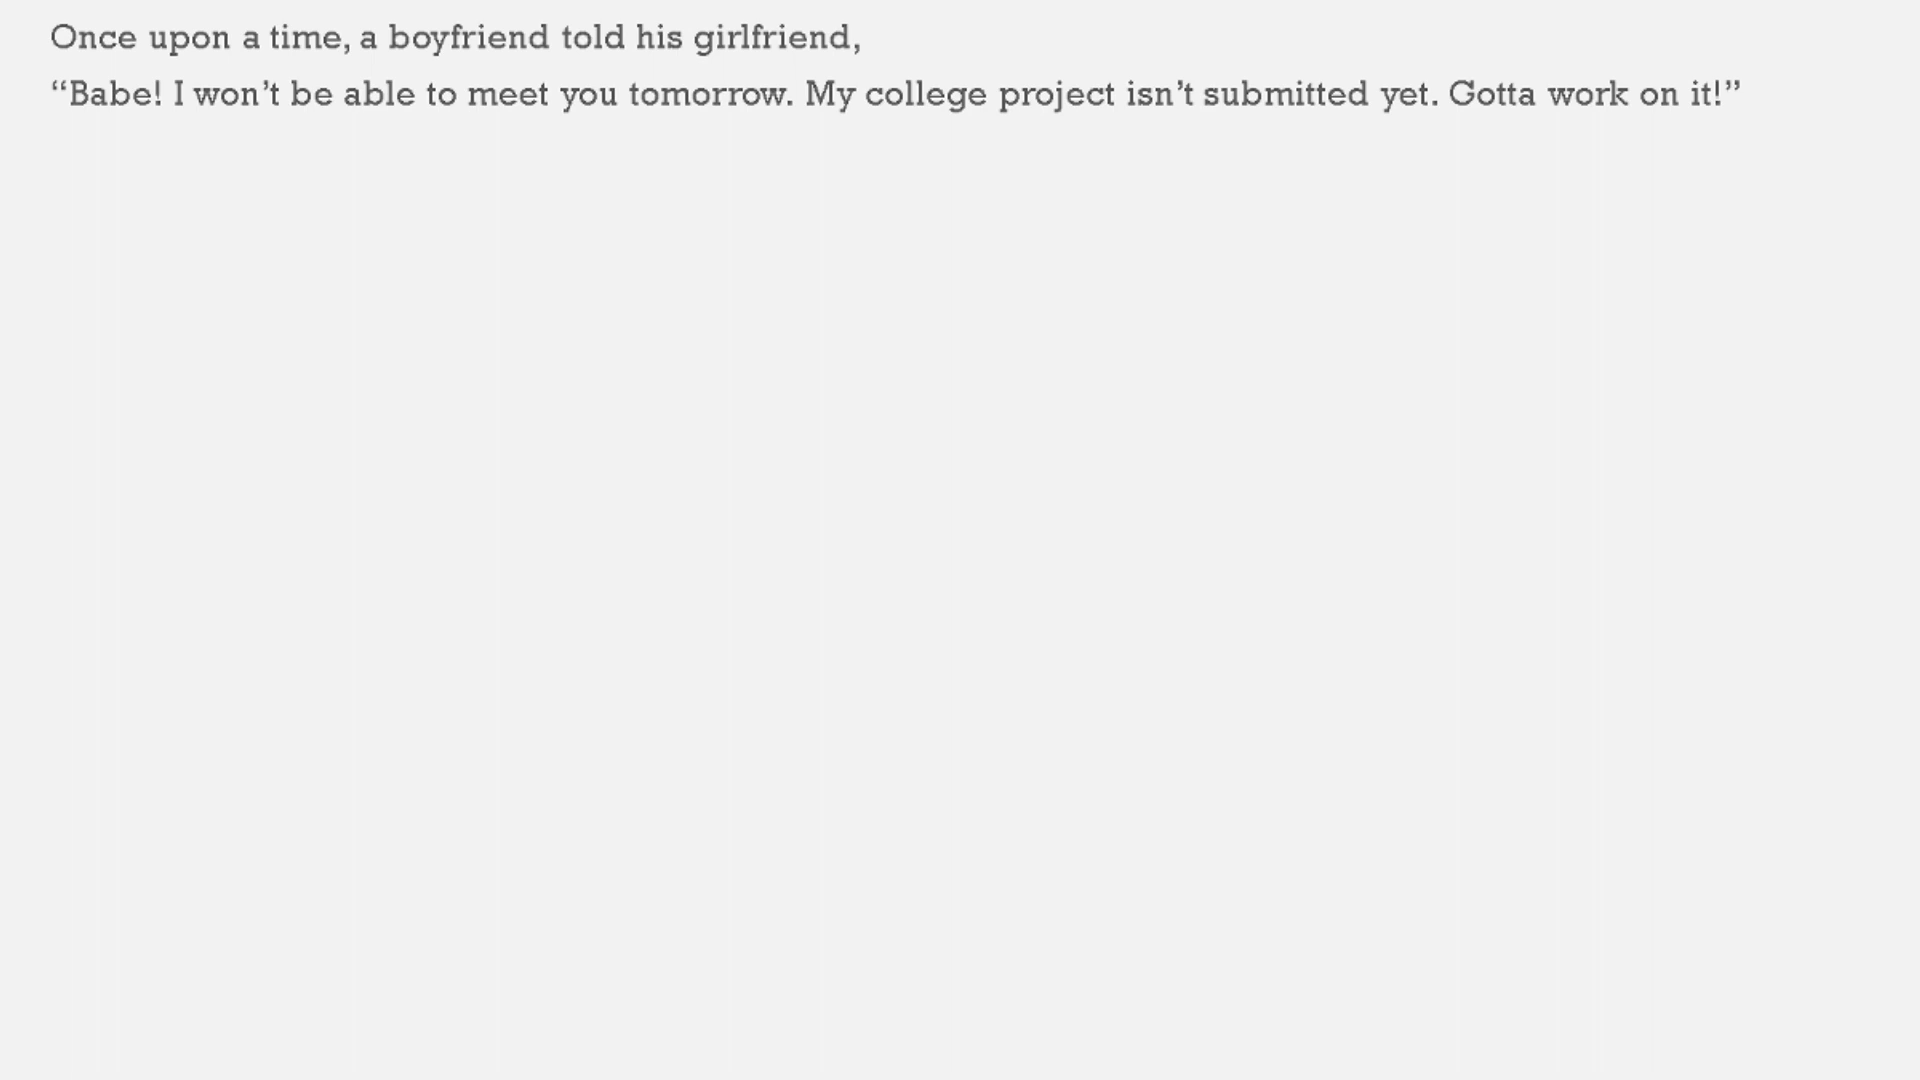 Once upon a time, a boyfriend told his girlfriend,
“Babe! I won’t be able to meet you tomorrow. My college project isn’t submitted yet. Gotta work on it!”